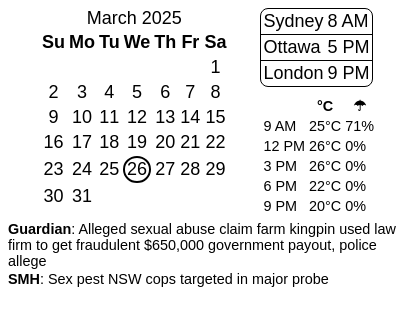 March 2025
Su Mo Tu We Th Fr Sa
1
2 3 4 5 6 7 8
9 10 11 12 13 14 15
16 17 18 19 20 21 22
23 24 25 26 27 28 29
30 31
Sydney 8 AM
Ottawa 5 PM
London 9 PM
°C ☂
9 AM 25°C 71%
12 PM 26°C 0%
3 PM 26°C 0%
6 PM 22°C 0%
9 PM 20°C 0%
Guardian: Alleged sexual abuse claim farm kingpin used law
firm to get fraudulent $650,000 government payout, police
allege
SMH: Sex pest NSW cops targeted in major probe